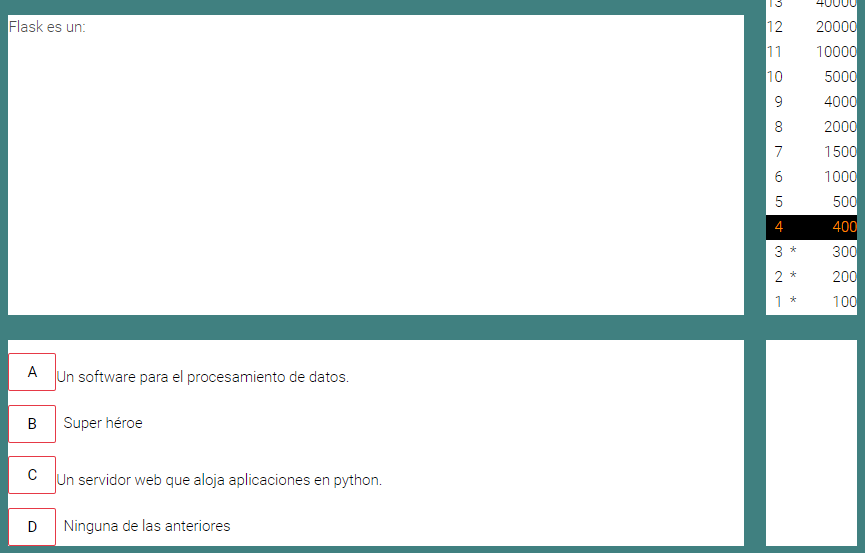 Flask es un:
13 40000
12 20000
11 10000
10 5000
9 4000
8 2000
7 1500
6 1000
5 500
4 400
3 * 300
2 * 200
1 * 100
A Un software para el procesamiento de datos.
B Super héroe
C Un servidor web que aloja aplicaciones en python.
D Ninguna de las anteriores